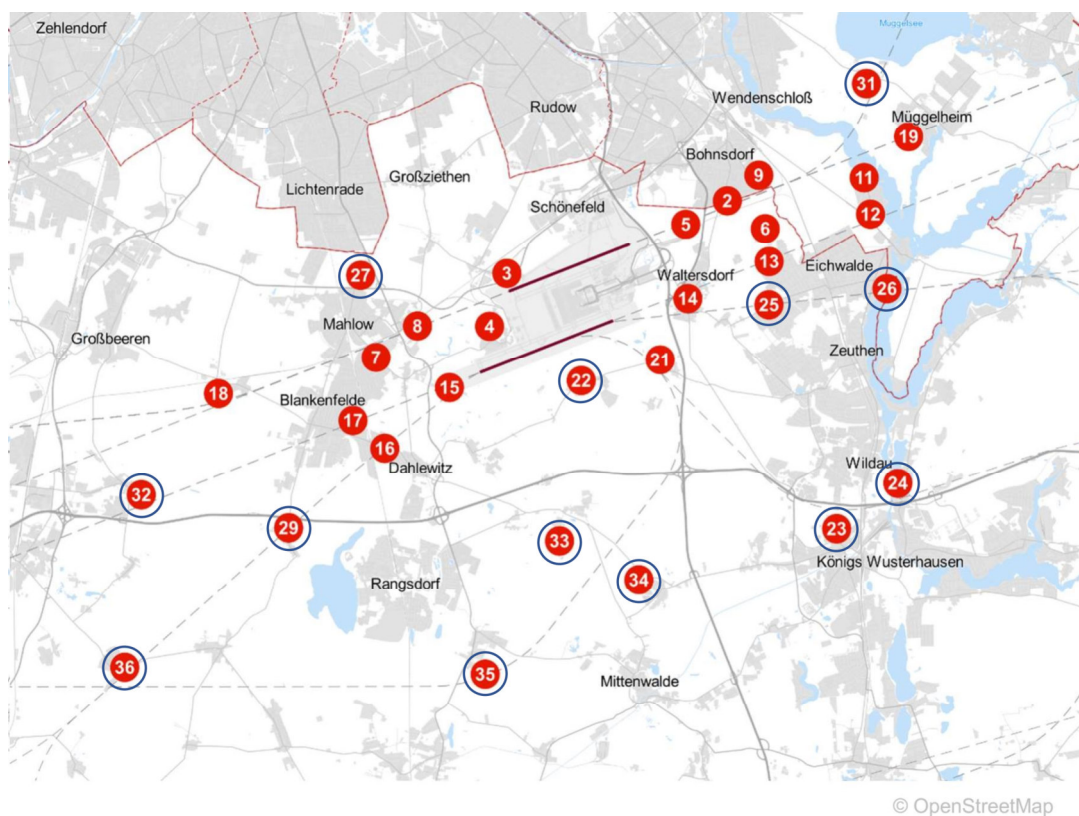 Zehlendorf
Müggelsee
31
Rudow
Wendenschloß
Müggelheim
19
Bohnsdorf
Großziethen
9
11
Lichtenrade
2
Schönefeld
12
5
6
13
Eichwalde
3
27
Waltersdorf
26
14
25
Mahlow
8
4
Großbeeren
Zeuthen
7
21
22
15
18
Blankenfelde
17
16
Dahlewitz
Wildau
24
32
29
23
33
Königs Wusterhausen
34
Rangsdorf
36
35
Mittenwalde
© OpenStreetMap